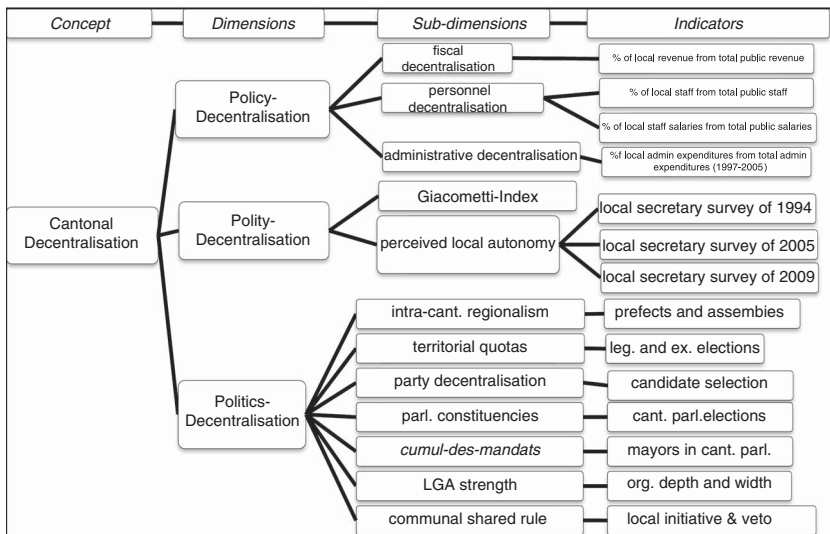 Concept Dimensions Sub-dimensions Indicators
fiscal
decentralisation
% of local revenue from total public revenue
Policy-
Decentralisation
personnel
decentralisation
% of local staff from total public staff
% of local staff salaries from total public salaries
administrative decentralisation
%f local admin expenditures from total admin
expenditures (1997-2005)
Cantonal
Decentralisation
Polity-
Decentralisation
Giacometti-Index
perceived local autonomy
local secretary survey of 1994
local secretary survey of 2005
local secretary survey of 2009
Politics-
Decentralisation
intra-cant. regionalism
prefects and assembies
territorial quotas
leg. and ex. elections
party decentralisation
candidate selection
parl. constituencies
cant. parl.elections
cumul-des-mandats
mayors in cant. parl.
LGA strength
org. depth and width
communal shared rule
local initiative & veto